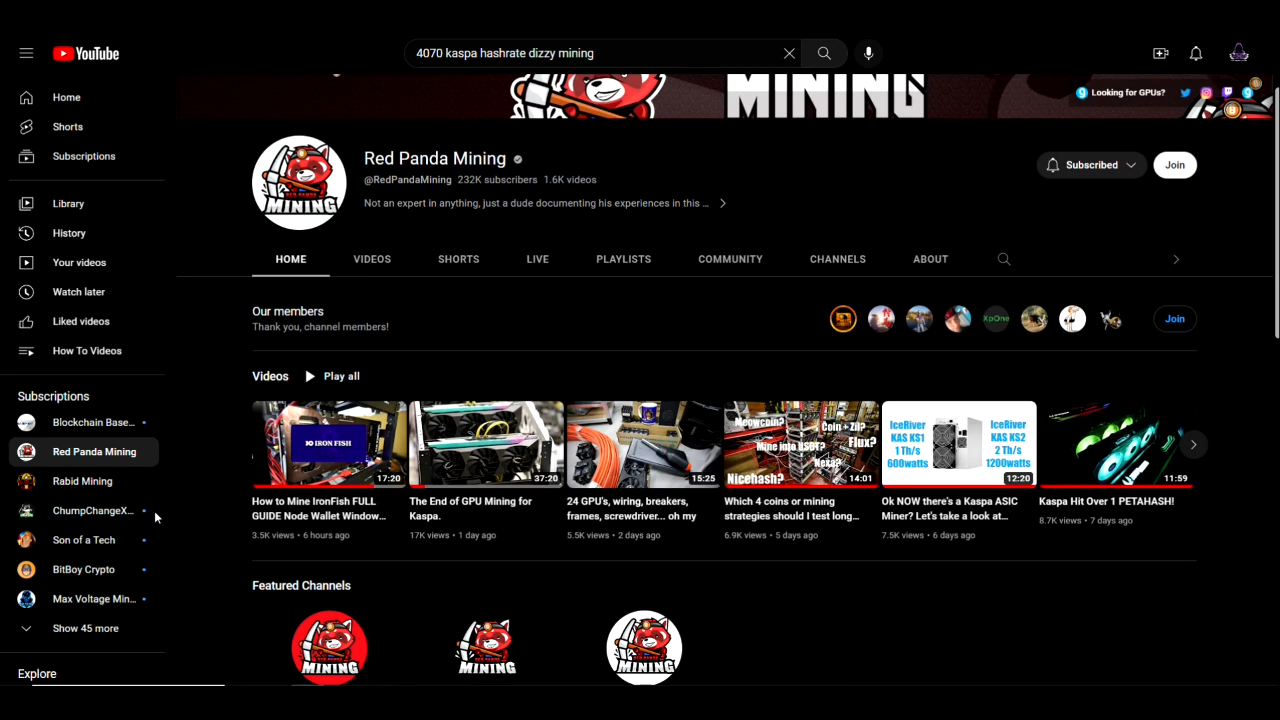 YouTube
4070 kaspa hashrate dizzy mining
Home
Shorts
Subscriptions
Library
History
Your videos
Watch later
Liked videos
How To Videos
Subscriptions
Blockchain Base...
Red Panda Mining
Rabid Mining
ChumpChangeX...
Son of a Tech
BitBoy Crypto
Max Voltage Min...
Show 45 more
Explore
MINING
Looking for GPUs?
RED PANDA
MINING
Red Panda Mining
@RedPandaMining 232K subscribers 1.6K videos
Not an expert in anything, just a dude documenting his experiences in this ...
Subscribed
Join
HOME VIDEOS SHORTS LIVE PLAYLISTS COMMUNITY CHANNELS ABOUT
Our members
Thank you, channel members!
XpOne
Join
Videos Play all
IRON FISH
17:20
How to Mine IronFish FULL
GUIDE Node Wallet Window...
3.5K views • 6 hours ago
37:20
The End of GPU Mining for
Kaspa.
17K views • 1 day ago
15:25
24 GPU's, wiring, breakers,
frames, screwdriver... oh my
5.5K views • 2 days ago
Meowcoin?
Coin + Zil?
Flux?
Mine into USDT?
Nexa?
Nicehash?
14:01
Which 4 coins or mining
strategies should I test long...
6.9K views • 5 days ago
IceRiver
KAS KS1
1 Th/s
600watts
IceRiver
KAS KS2
2 Th/s
1200watts
12:20
Ok NOW there's a Kaspa ASIC
Miner? Let's take a look at...
7.5K views • 6 days ago
11:59
Kaspa Hit Over 1 PETAHASH!
8.7K views • 7 days ago
Featured Channels
RED PANDA
MINING
RED PANDA
MINING
RED PANDA
MINING